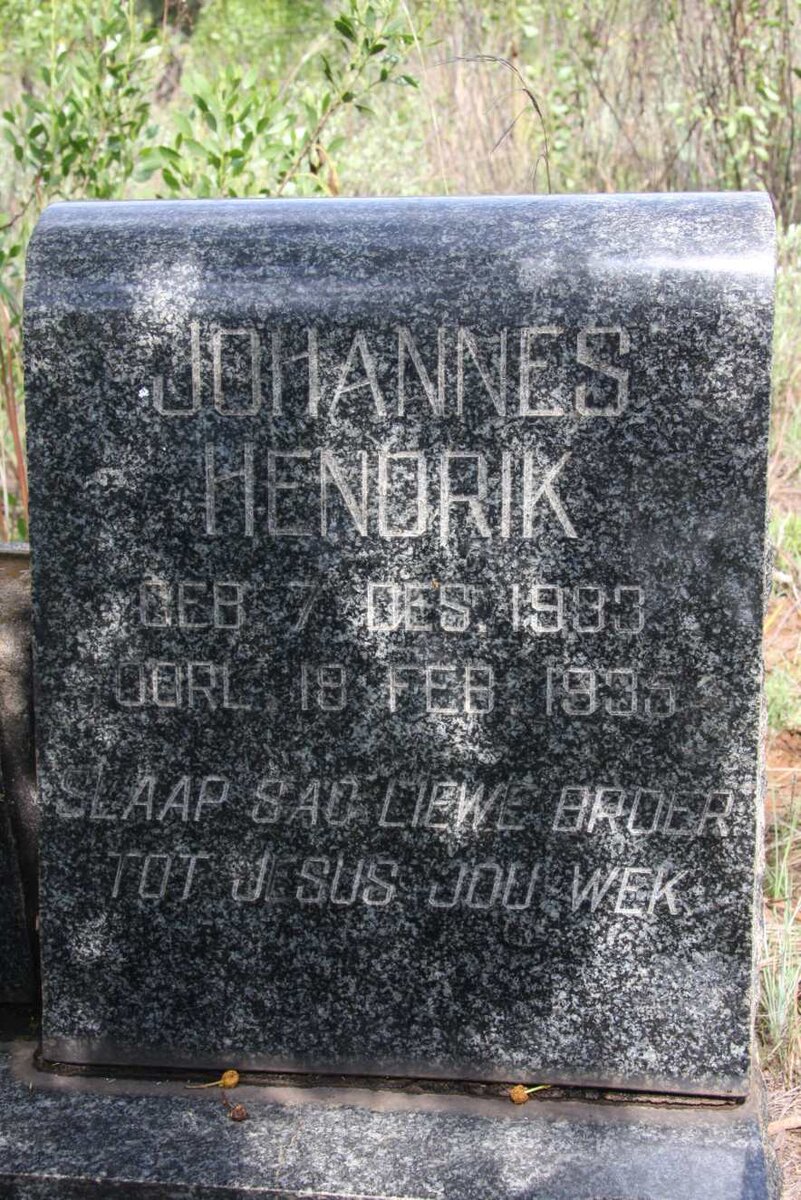 JOHANNES
HENDRIK
GEB 7 DES. 1933
OORL. 18 FEB. 1935
SLAAP SAG LIEWE BROER
TOT JESUS JOU WEK.